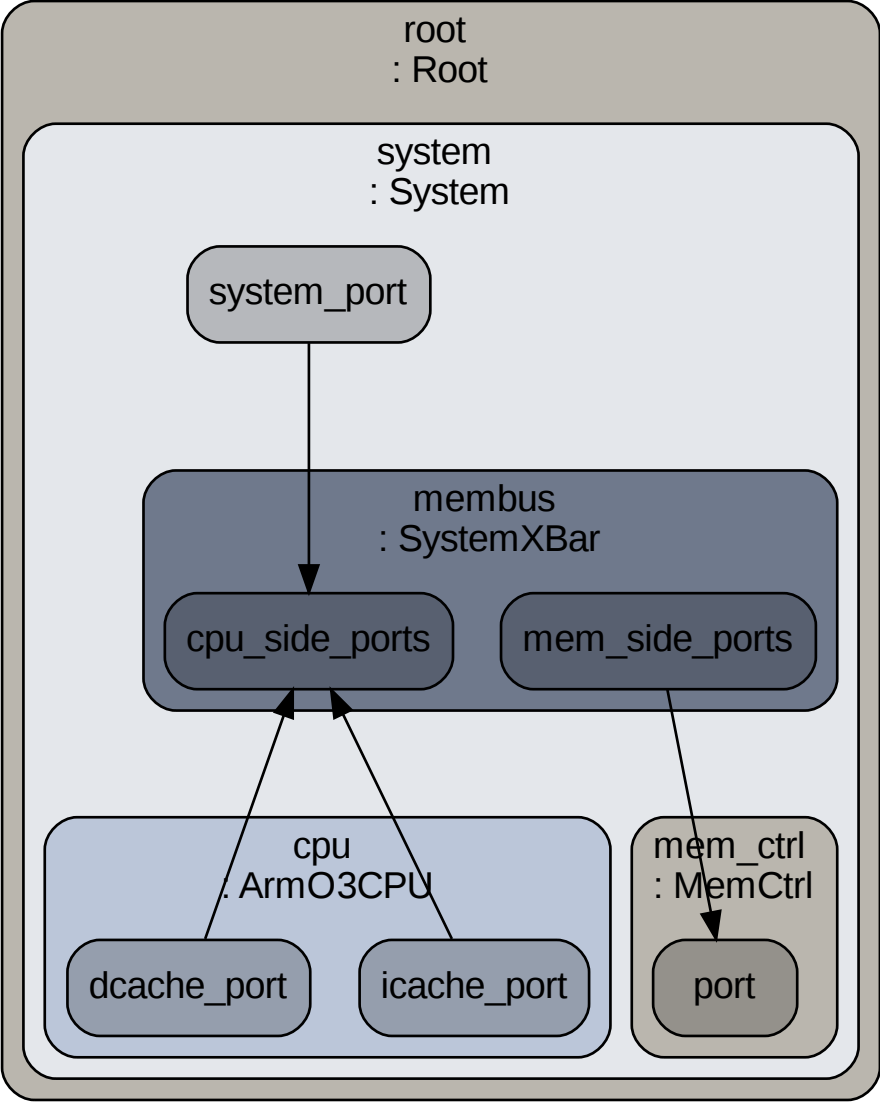 root
: Root
system
: System
system_port
membus
: SystemXBar
cpu_side_ports
mem_side_ports
cpu
: ArmO3CPU
mem_ctrl
: MemCtrl
dcache_port
icache_port
port